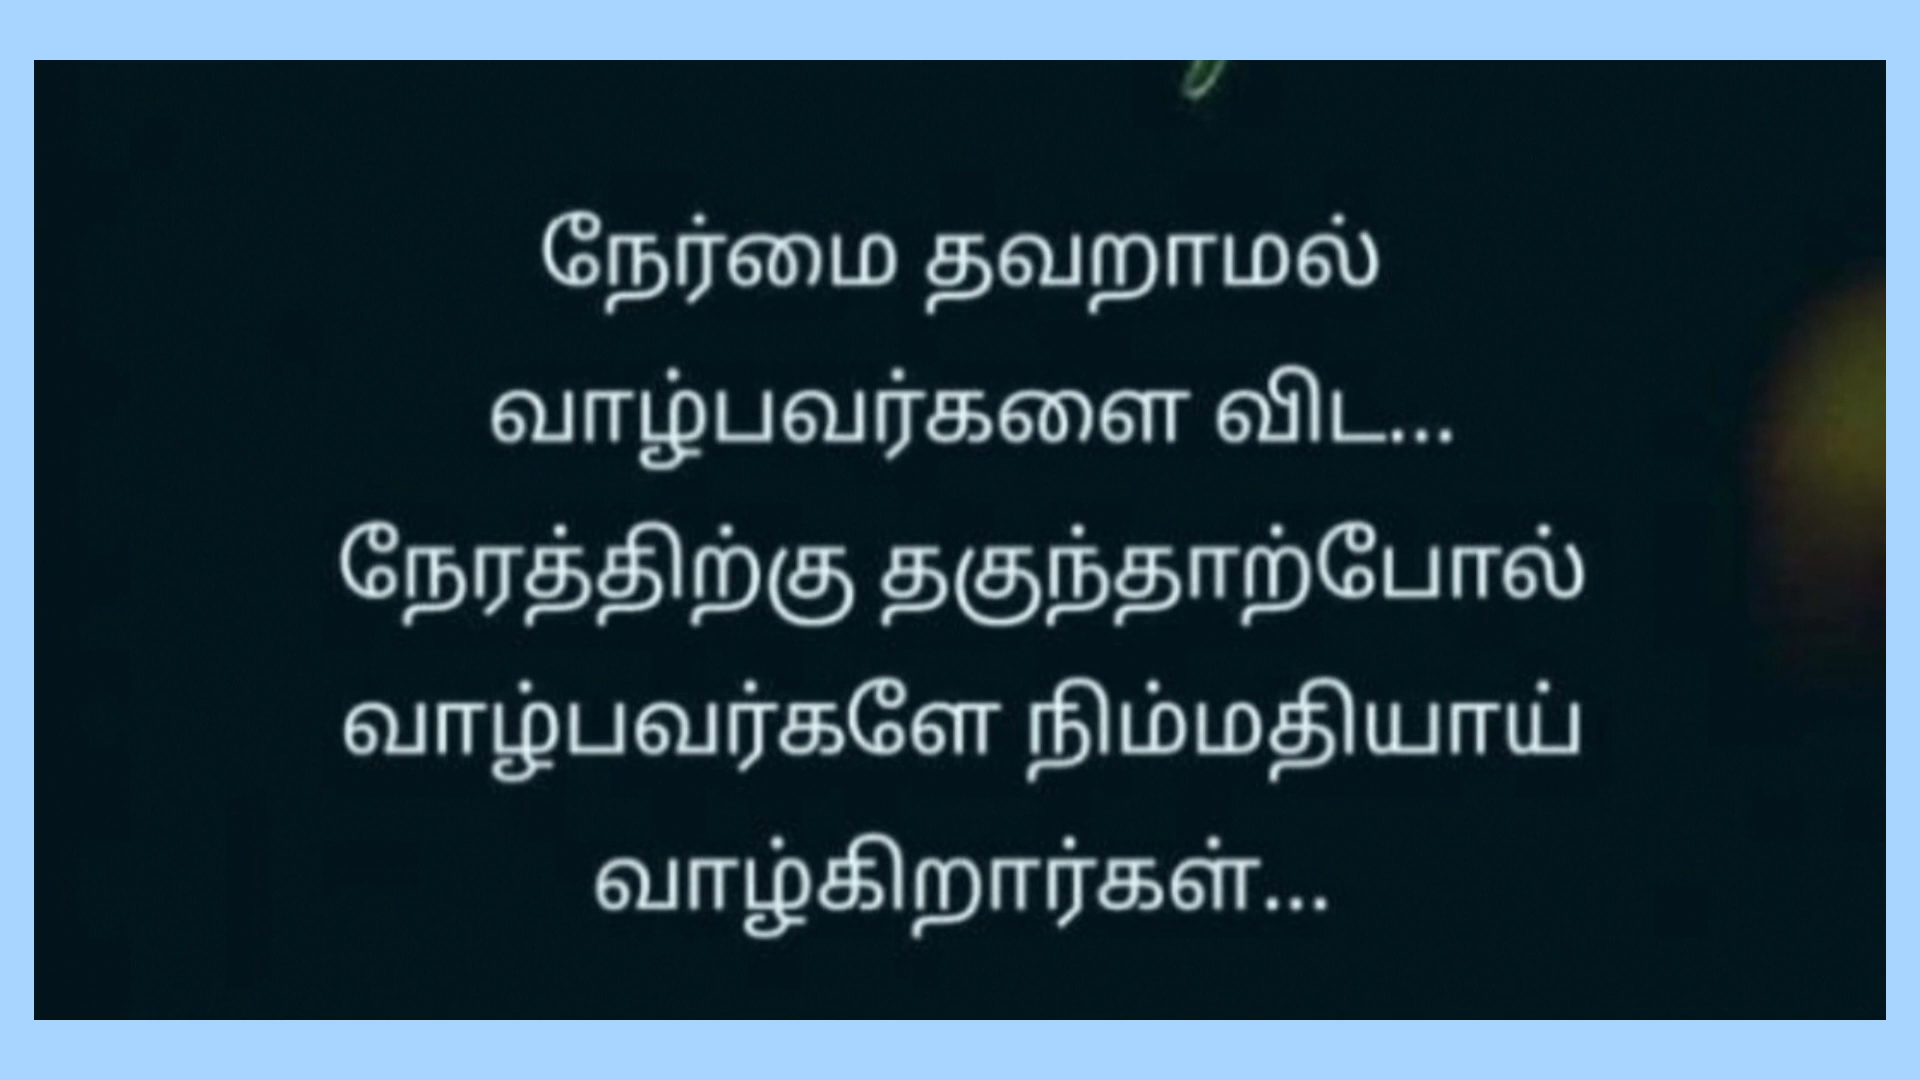 நேர்மை தவறாமல்
வாழ்பவர்களை விட...
நேரத்திற்கு தகுந்தாற்போல்
வாழ்பவர்களே நிம்மதியாய்
வாழ்கிறார்கள்...